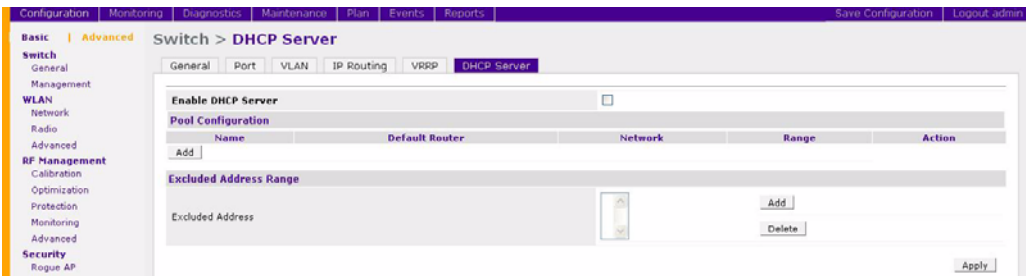 Configuration Monitoring Diagnostics Maintenance Plan Events Reports Save Configuration Logout admin
Basic | Advanced
Switch
General
Management
WLAN
Network
Radio
Advanced
RF Management
Calibration
Optimization
Protection
Monitoring
Advanced
Security
Rogue AP
Switch > DHCP Server
General Port VLAN IP Routing VRRP DHCP Server
Enable DHCP Server
Pool Configuration
Name Default Router Network Range Action
Add
Excluded Address Range
Excluded Address
Add
Delete
Apply